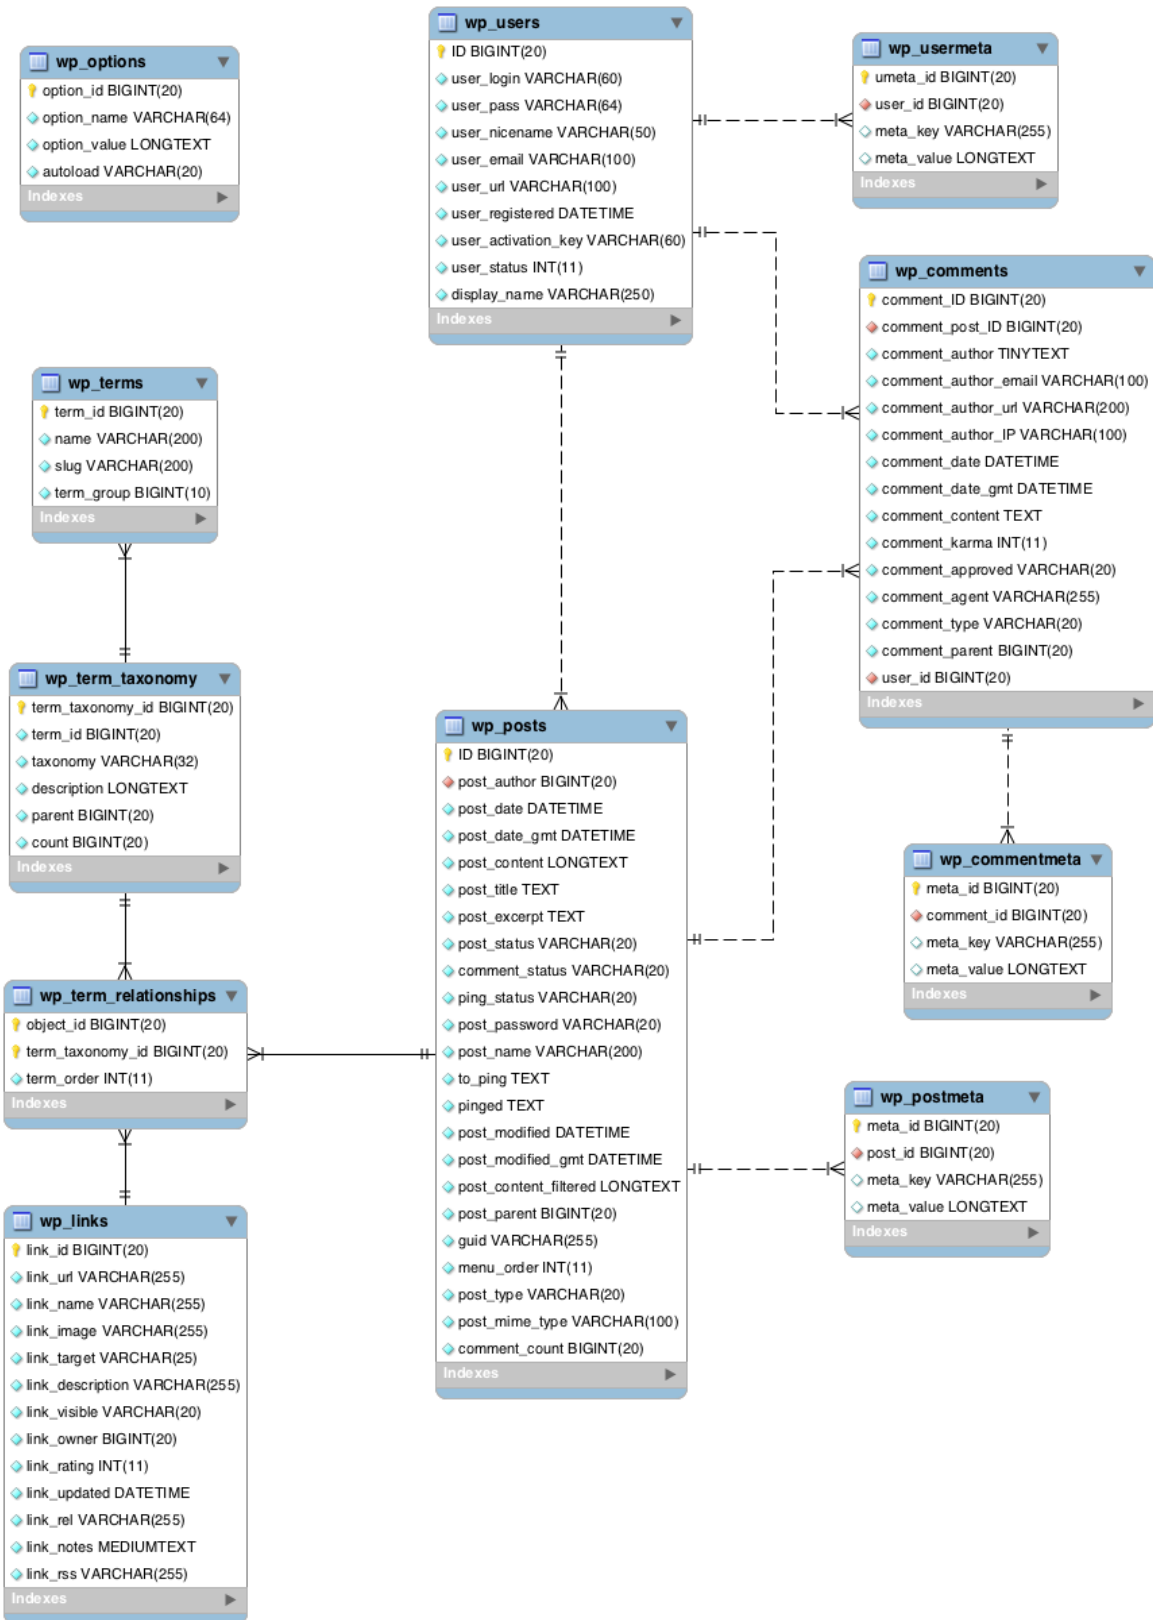 wp_options
option_id BIGINT(20)
option_name VARCHAR(64)
option_value LONGTEXT
autoload VARCHAR(20)
Indexes
wp_users
ID BIGINT(20)
user_login VARCHAR(60)
user_pass VARCHAR(64)
user_nicename VARCHAR(50)
user_email VARCHAR(100)
user_url VARCHAR(100)
user_registered DATETIME
user_activation_key VARCHAR(60)
user_status INT(11)
display_name VARCHAR(250)
Indexes
wp_usermeta
umeta_id BIGINT(20)
user_id BIGINT(20)
meta_key VARCHAR(255)
meta_value LONGTEXT
Indexes
wp_comments
comment_ID BIGINT(20)
comment_post_ID BIGINT(20)
comment_author TINYTEXT
comment_author_email VARCHAR(100)
comment_author_url VARCHAR(200)
comment_author_IP VARCHAR(100)
comment_date DATETIME
comment_date_gmt DATETIME
comment_content TEXT
comment_karma INT(11)
comment_approved VARCHAR(20)
comment_agent VARCHAR(255)
comment_type VARCHAR(20)
comment_parent BIGINT(20)
user_id BIGINT(20)
Indexes
wp_terms
term_id BIGINT(20)
name VARCHAR(200)
slug VARCHAR(200)
term_group BIGINT(10)
Indexes
wp_term_taxonomy
term_taxonomy_id BIGINT(20)
term_id BIGINT(20)
taxonomy VARCHAR(32)
description LONGTEXT
parent BIGINT(20)
count BIGINT(20)
Indexes
wp_posts
ID BIGINT(20)
post_author BIGINT(20)
post_date DATETIME
post_date_gmt DATETIME
post_content LONGTEXT
post_title TEXT
post_excerpt TEXT
post_status VARCHAR(20)
comment_status VARCHAR(20)
ping_status VARCHAR(20)
post_password VARCHAR(20)
post_name VARCHAR(200)
to_ping TEXT
pinged TEXT
post_modified DATETIME
post_modified_gmt DATETIME
post_content_filtered LONGTEXT
post_parent BIGINT(20)
guid VARCHAR(255)
menu_order INT(11)
post_type VARCHAR(20)
post_mime_type VARCHAR(100)
comment_count BIGINT(20)
Indexes
wp_commentmeta
meta_id BIGINT(20)
comment_id BIGINT(20)
meta_key VARCHAR(255)
meta_value LONGTEXT
Indexes
wp_term_relationships
object_id BIGINT(20)
term_taxonomy_id BIGINT(20)
term_order INT(11)
Indexes
wp_postmeta
meta_id BIGINT(20)
post_id BIGINT(20)
meta_key VARCHAR(255)
meta_value LONGTEXT
Indexes
wp_links
link_id BIGINT(20)
link_url VARCHAR(255)
link_name VARCHAR(255)
link_image VARCHAR(255)
link_target VARCHAR(25)
link_description VARCHAR(255)
link_visible VARCHAR(20)
link_owner BIGINT(20)
link_rating INT(11)
link_updated DATETIME
link_rel VARCHAR(255)
link_notes MEDIUMTEXT
link_rss VARCHAR(255)
Indexes